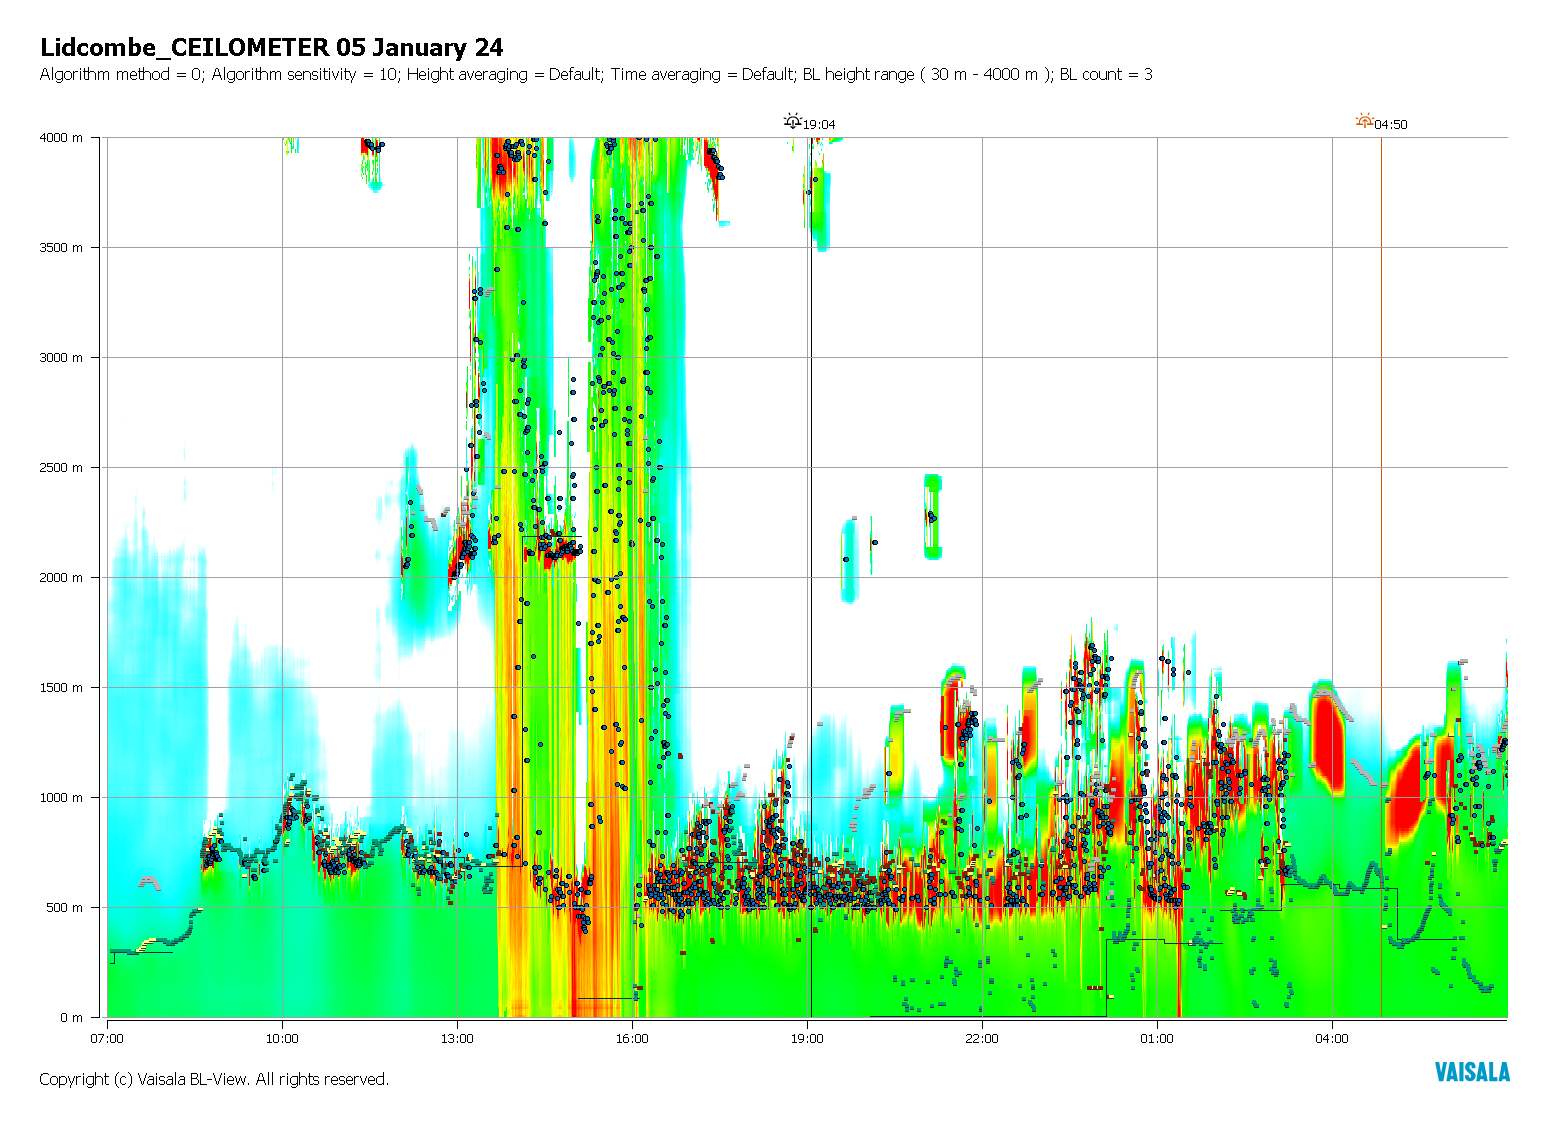 Lidcombe_CEILOMETER 05 January 24
Algorithm method = 0; Algorithm sensitivity = 10; Height averaging = Default; Time averaging = Default; BL height range ( 30 m - 4000 m ); BL count = 3
19:04
04:50
4000 m
3500 m
3000 m
2500 m
2000 m
1500 m
1000 m
500 m
0 m
07:00 10:00 13:00 16:00 19:00 22:00 01:00 04:00
Copyright (c) Vaisala BL-View. All rights reserved.
VAISALA